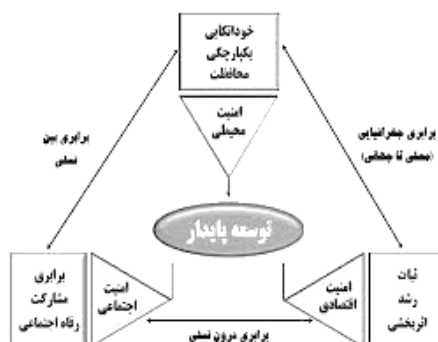 خوداتکایی
یکپارچگی
محافظت
امنیت
محیطی
برابری بین
نسلی
برابری جغرافیایی
(محلی تا جهانی)
توسعه پایدار
برابری
مشارکت
رفاه اجتماعی
امنیت
اجتماعی
امنیت
اقتصادی
ثبات
رشد
اثربخشی
برابری درون نسلی